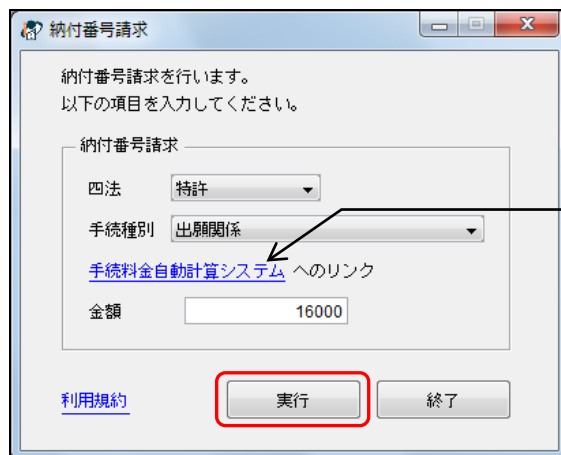 納付番号請求
納付番号請求を行います。
以下の項目を入力してください。
納付番号請求
四法 特許
手続種別 出願関係
手続料金自動計算システム へのリンク
金額 16000
利用規約 実行 終了